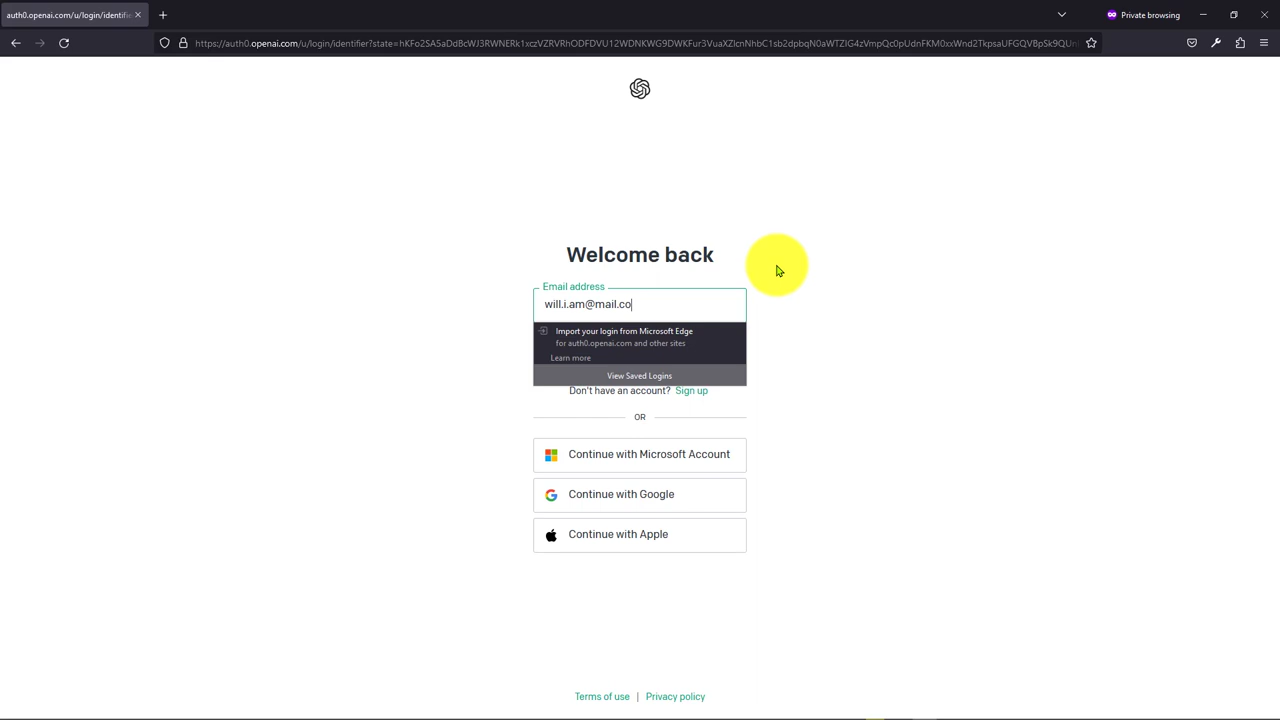 auth0.openai.com/u/login/identifie
Private browsing
Welcome back
Email address
will.i.am@mail.co
Import your login from Microsoft Edge
for auth0.openai.com and other sites
Learn more
View Saved Logins
Don't have an account? Sign up
OR
Continue with Microsoft Account
Continue with Google
Continue with Apple
Terms of use | Privacy policy